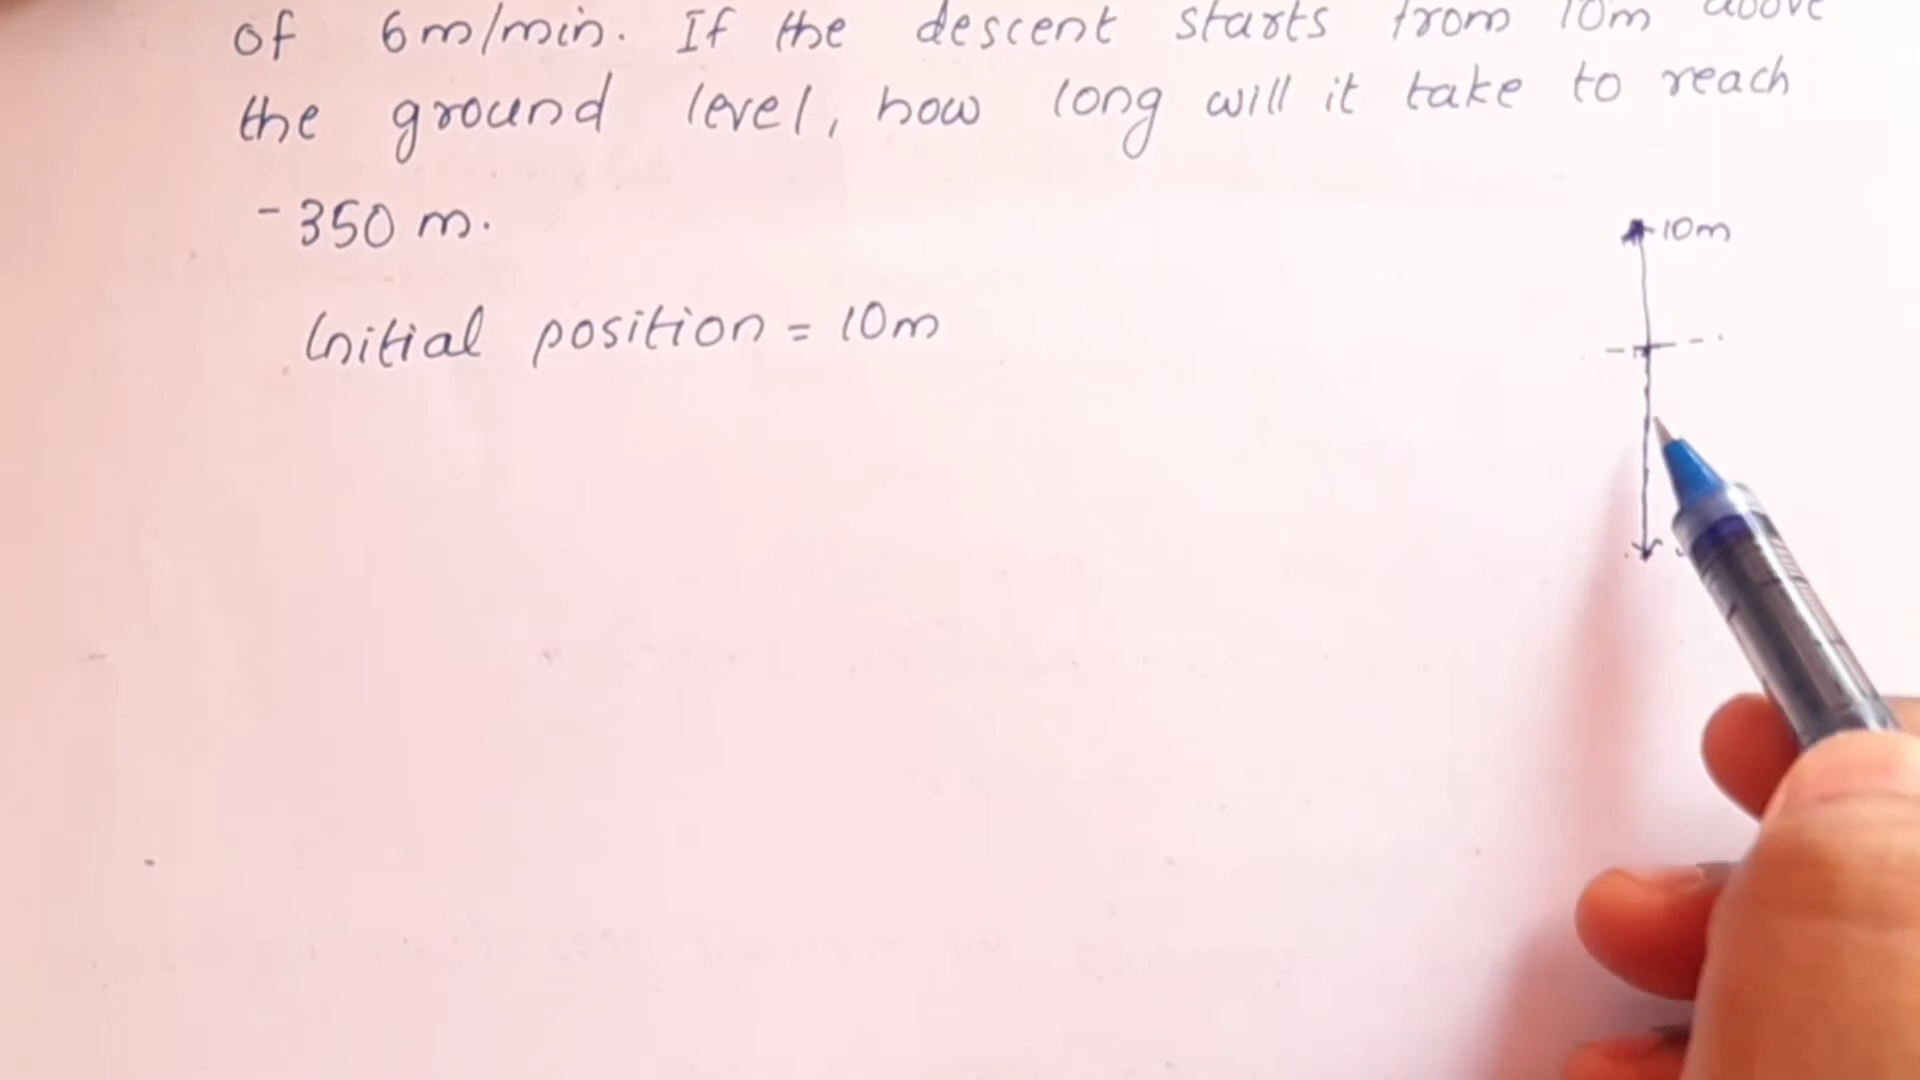 of 6m/min. If the descent starts from 10m above
the ground level, how long will it take to reach
-350 m.
10m
Initial position = 10m